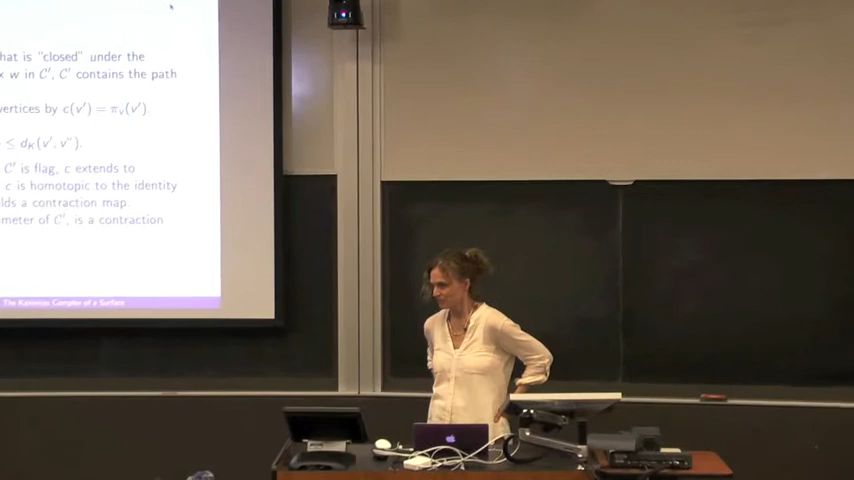 hat is "closed" under the
x w in C', C' contains the path
vertices by c(v') = π_v(v').
≤ d_K(v', v'').
C' is flag, c extends to
c is homotopic to the identity
lds a contraction map.
meter of C', is a contraction
The Kakimizu Complex of a Surface